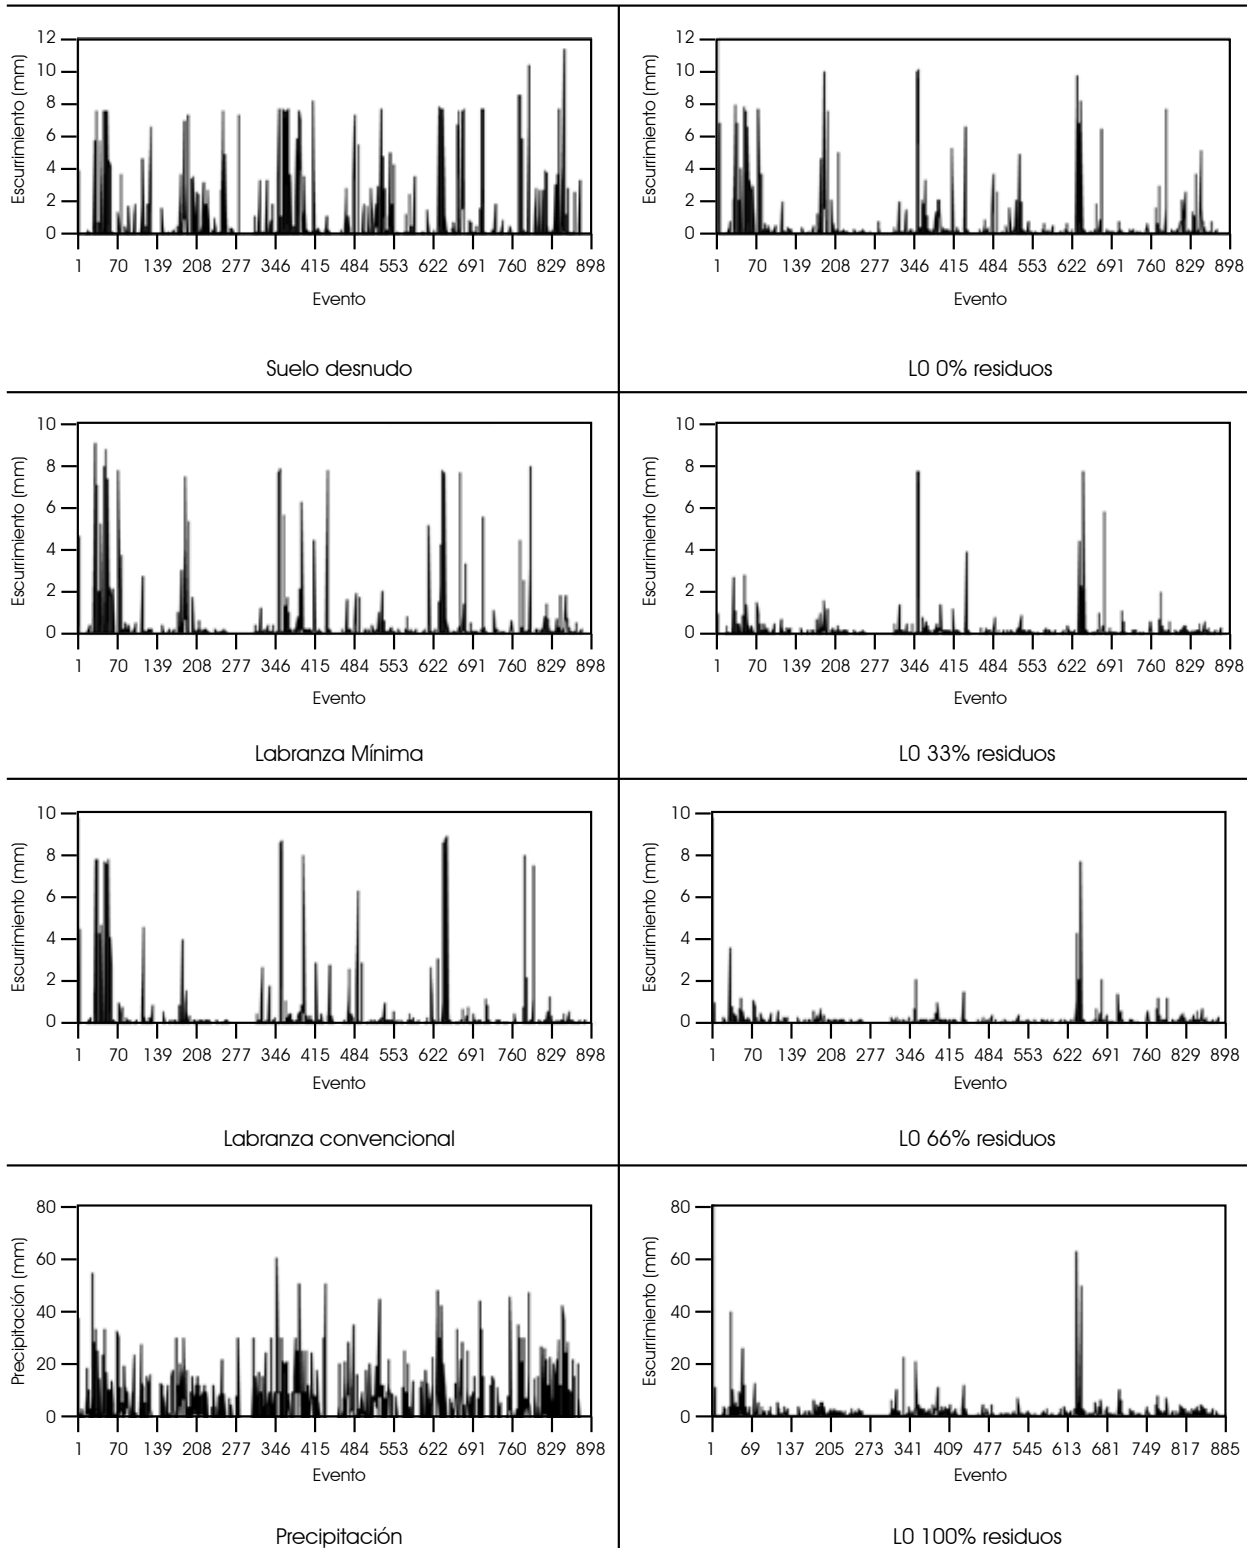 12
10
8
6
4
2
0
Escurrimiento (mm)
1 70 139 208 277 346 415 484 553 622 691 760 829 898
Evento
Suelo desnudo
12
10
8
6
4
2
0
Escurrimiento (mm)
1 70 139 208 277 346 415 484 553 622 691 760 829 898
Evento
L0 0% residuos
10
8
6
4
2
0
Escurrimiento (mm)
1 70 139 208 277 346 415 484 553 622 691 760 829 898
Evento
Labranza Mínima
10
8
6
4
2
0
Escurrimiento (mm)
1 70 139 208 277 346 415 484 553 622 691 760 829 898
Evento
L0 33% residuos
10
8
6
4
2
0
Escurrimiento (mm)
1 70 139 208 277 346 415 484 553 622 691 760 829 898
Evento
Labranza convencional
10
8
6
4
2
0
Escurrimiento (mm)
1 70 139 208 277 346 415 484 553 622 691 760 829 898
Evento
L0 66% residuos
80
60
40
20
0
Precipitación (mm)
1 70 139 208 277 346 415 484 553 622 691 760 829 898
Evento
Precipitación
80
60
40
20
0
Escurrimiento (mm)
1 69 137 205 273 341 409 477 545 613 681 749 817 885
Evento
L0 100% residuos